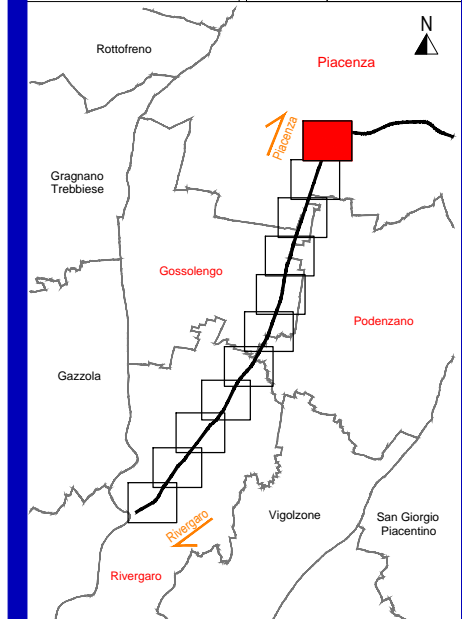 N
Rottofreno
Piacenza
Piacenza
Gragnano
Trebbiese
Gossolengo
Podenzano
Gazzola
Rivergaro
Vigolzone
San Giorgio
Piacentino
Rivergaro